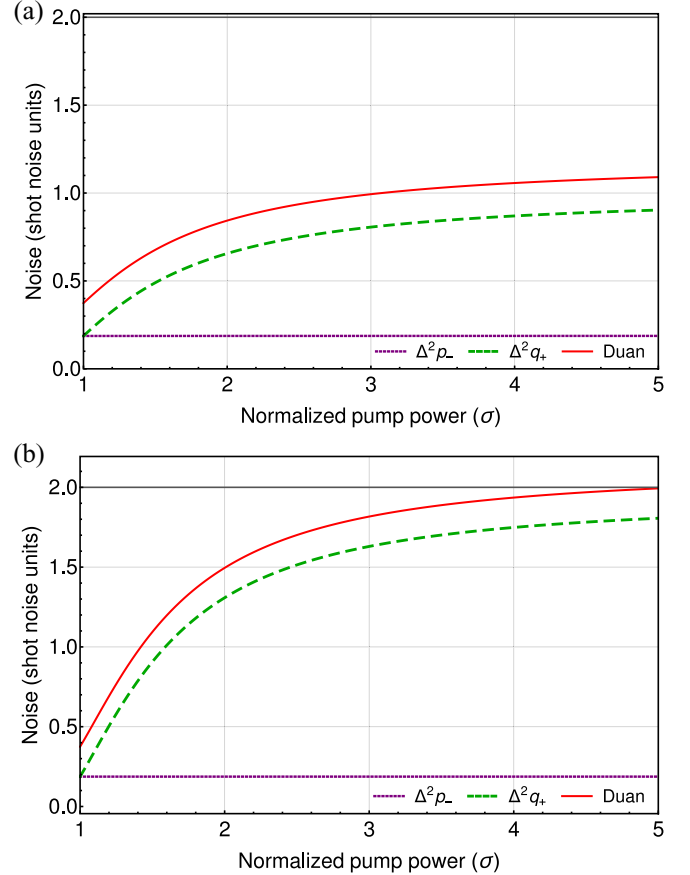 (a)
2.0
1.5
1.0
0.5
0.0
Noise (shot noise units)
Δ²p₋ Δ²q₊ Duan
1 2 3 4 5
Normalized pump power (σ)
(b)
2.0
1.5
1.0
0.5
0.0
Noise (shot noise units)
Δ²p₋ Δ²q₊ Duan
1 2 3 4 5
Normalized pump power (σ)